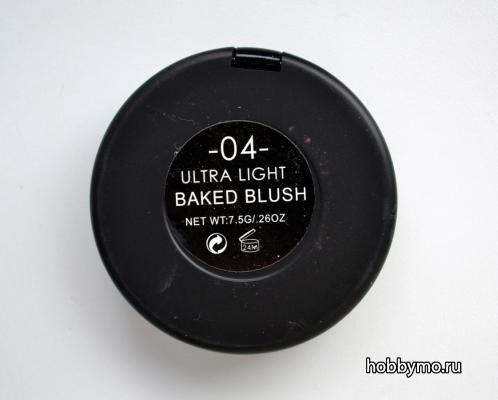 -04-
ULTRA LIGHT
BAKED BLUSH
NET WT:7.5G/.26OZ
24M
hobbymo.ru